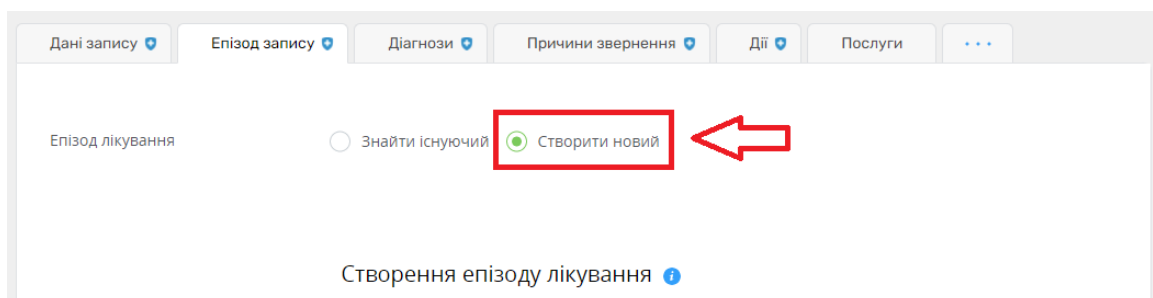 Дані запису Епізод запису Діагнози Причини звернення Дії Послуги ...
Епізод лікування Знайти існуючий Створити новий
Створення епізоду лікування